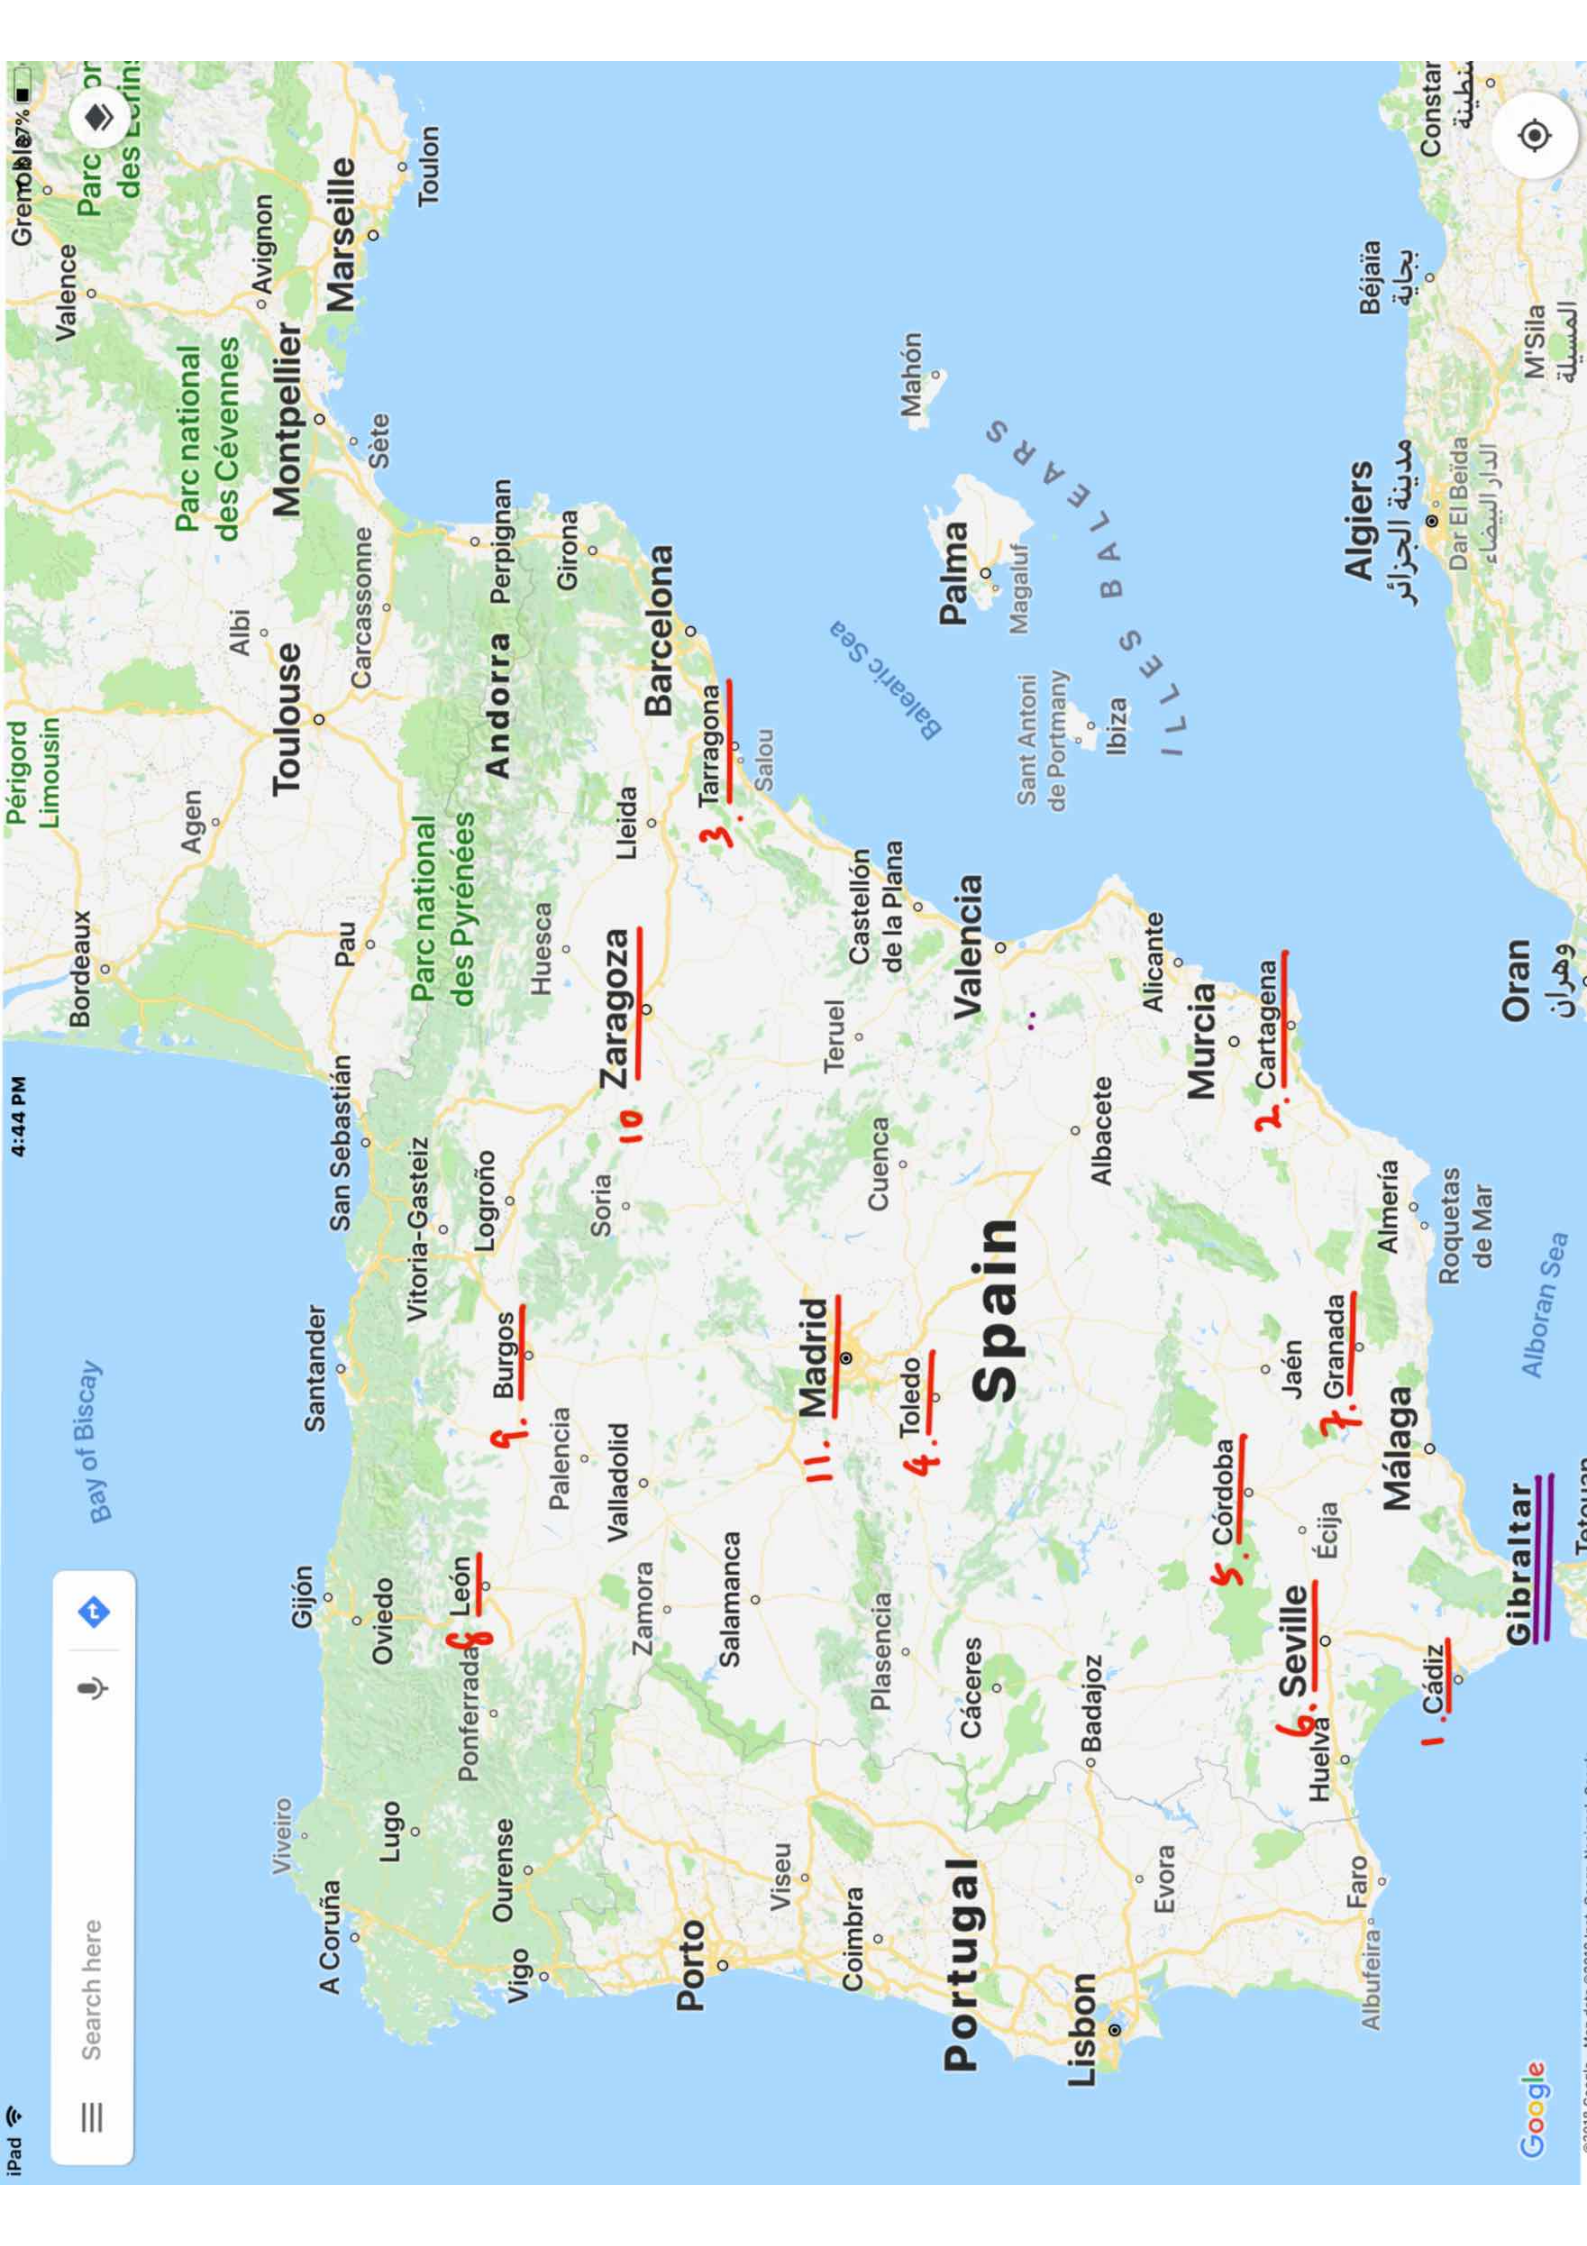 iPad
4:44 PM
87%
Search here
Bay of Biscay
Périgord
Limousin
Bordeaux
Valence
Grenoble
Parc
des Écrins
Agen
Albi
Parc national
des Cévennes
Avignon
Viveiro
A Coruña
Gijón
Santander
San Sebastián
Pau
Toulouse
Montpellier
Marseille
Toulon
Lugo
Oviedo
Carcassonne
Sète
Ponferrada
8 León
Vitoria-Gasteiz
Parc national
des Pyrénées
Ourense
Vigo
9. Burgos
Logroño
Andorra
Perpignan
Palencia
Huesca
Girona
Valladolid
Soria
10 Zaragoza
Lleida
Barcelona
Zamora
Porto
Salamanca
3. Tarragona
Salou
Viseu
11. Madrid
Teruel
Castellón
de la Plana
Balearic Sea
Coimbra
Plasencia
4. Toledo
Cuenca
Mahón
Palma
Magaluf
Portugal
Cáceres
Spain
Valencia
ILLES BALEARS
Sant Antoni
de Portmany
Ibiza
Lisbon
Badajoz
Albacete
Alicante
Evora
5. Córdoba
Murcia
6. Seville
Écija
Jaén
2. Cartagena
Huelva
7. Granada
Faro
Albufeira
Málaga
Almería
Roquetas
de Mar
1. Cádiz
Algiers
مدينة الجزائر
Dar El Beïda
الدار البيضاء
Béjaïa
بجاية
Gibraltar
Alboran Sea
Oran
وهران
M'Sila
المسيلة
Google